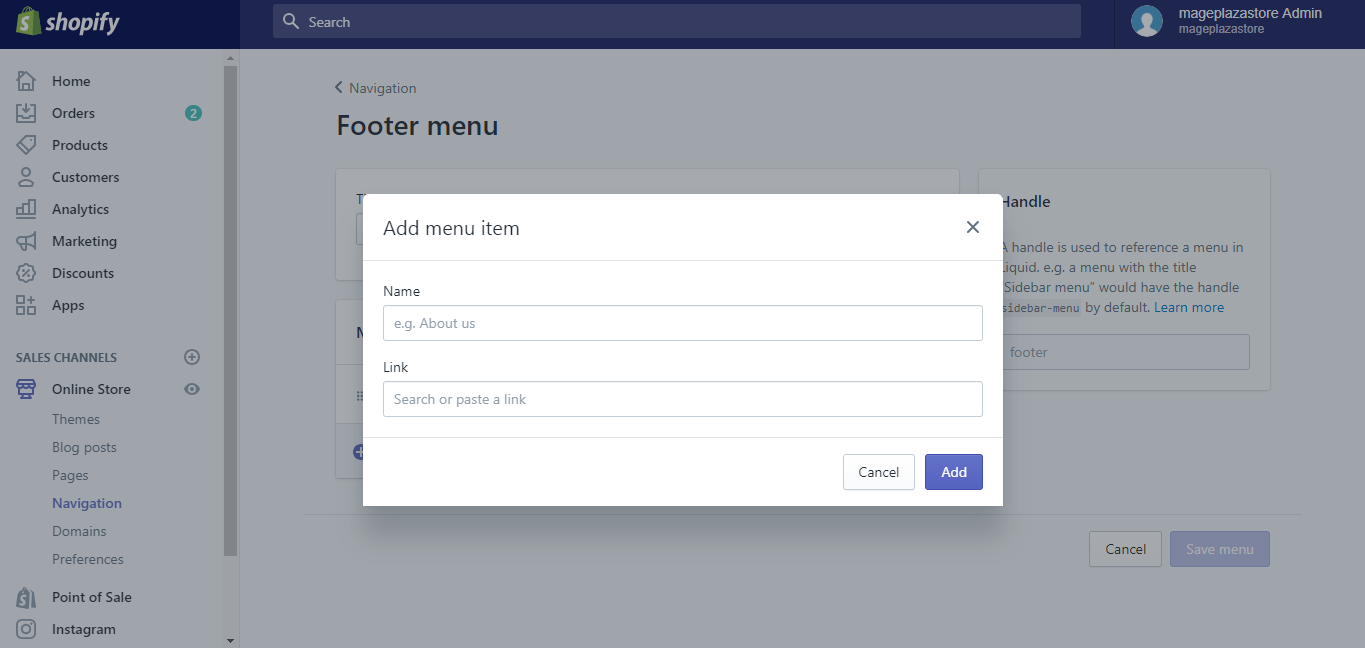 shopify
Search
mageplazastore Admin
mageplazastore
Home
Orders
2
Products
Customers
Analytics
Marketing
Discounts
Apps
SALES CHANNELS
Online Store
Themes
Blog posts
Pages
Navigation
Domains
Preferences
Point of Sale
Instagram
Navigation
Footer menu
Add menu item
Name
e.g. About us
Link
Search or paste a link
Cancel
Add
Handle
A handle is used to reference a menu in
Liquid. e.g. a menu with the title
"Sidebar menu" would have the handle
sidebar-menu by default. Learn more
footer
Cancel
Save menu